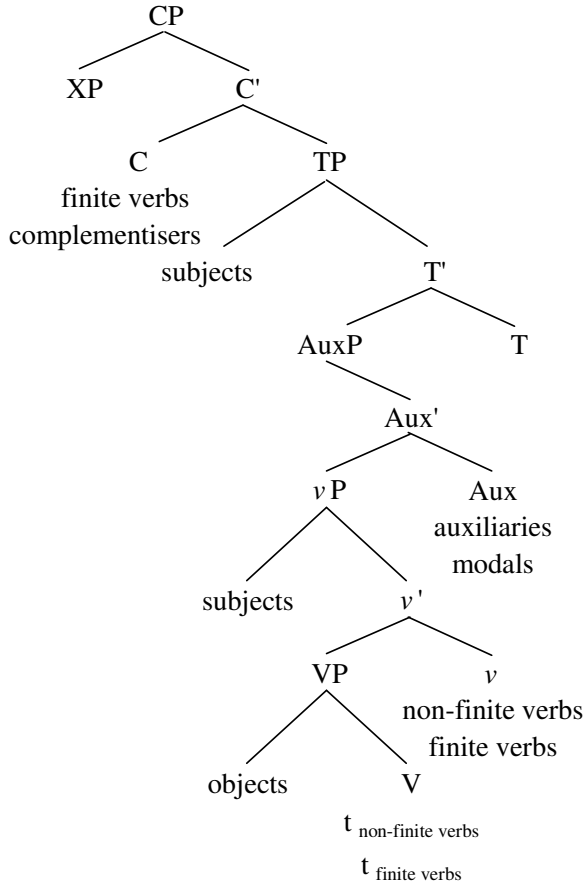 CP
XP C'
C TP
finite verbs
complementisers
subjects T'
AuxP T
Aux'
vP Aux
auxiliaries
modals
subjects v'
VP v
non-finite verbs
finite verbs
objects V
t non-finite verbs
t finite verbs